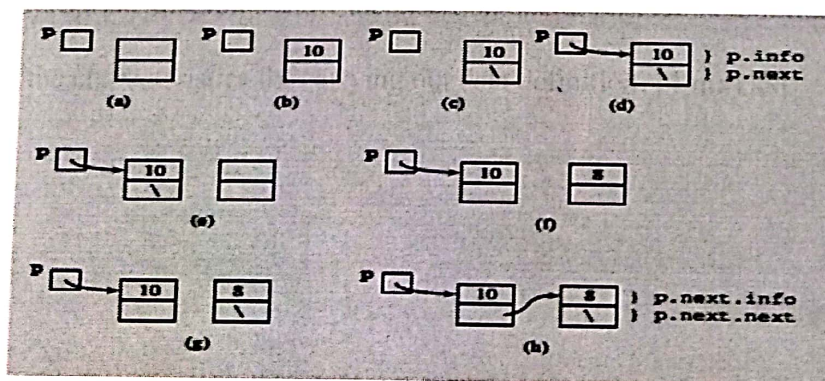 P P P P
10 10 10 } p.info
\ \ } p.next
(a) (b) (c) (d)
P P
10 10 8
\
(e) (f)
P P
10 8 10 8 } p.next.info
\ \ } p.next.next
(g) (h)